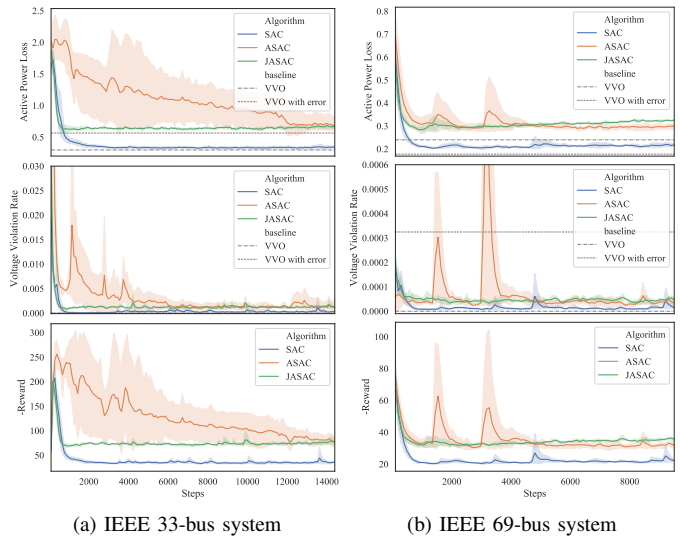 2.5
2.0
1.5
1.0
0.5
Active Power Loss
Algorithm
SAC
ASAC
JASAC
baseline
VVO
VVO with error
0.030
0.025
0.020
0.015
0.010
0.005
0.000
Voltage Violation Rate
Algorithm
SAC
ASAC
JASAC
baseline
VVO
VVO with error
300
250
200
150
100
50
-Reward
Algorithm
SAC
ASAC
JASAC
2000 4000 6000 8000 10000 12000 14000
Steps
(a) IEEE 33-bus system
0.8
0.7
0.6
0.5
0.4
0.3
0.2
Active Power Loss
Algorithm
SAC
ASAC
JASAC
baseline
VVO
VVO with error
0.0006
0.0005
0.0004
0.0003
0.0002
0.0001
0.0000
Voltage Violation Rate
Algorithm
SAC
ASAC
JASAC
baseline
VVO
VVO with error
100
80
60
40
20
-Reward
Algorithm
SAC
ASAC
JASAC
2000 4000 6000 8000
Steps
(b) IEEE 69-bus system